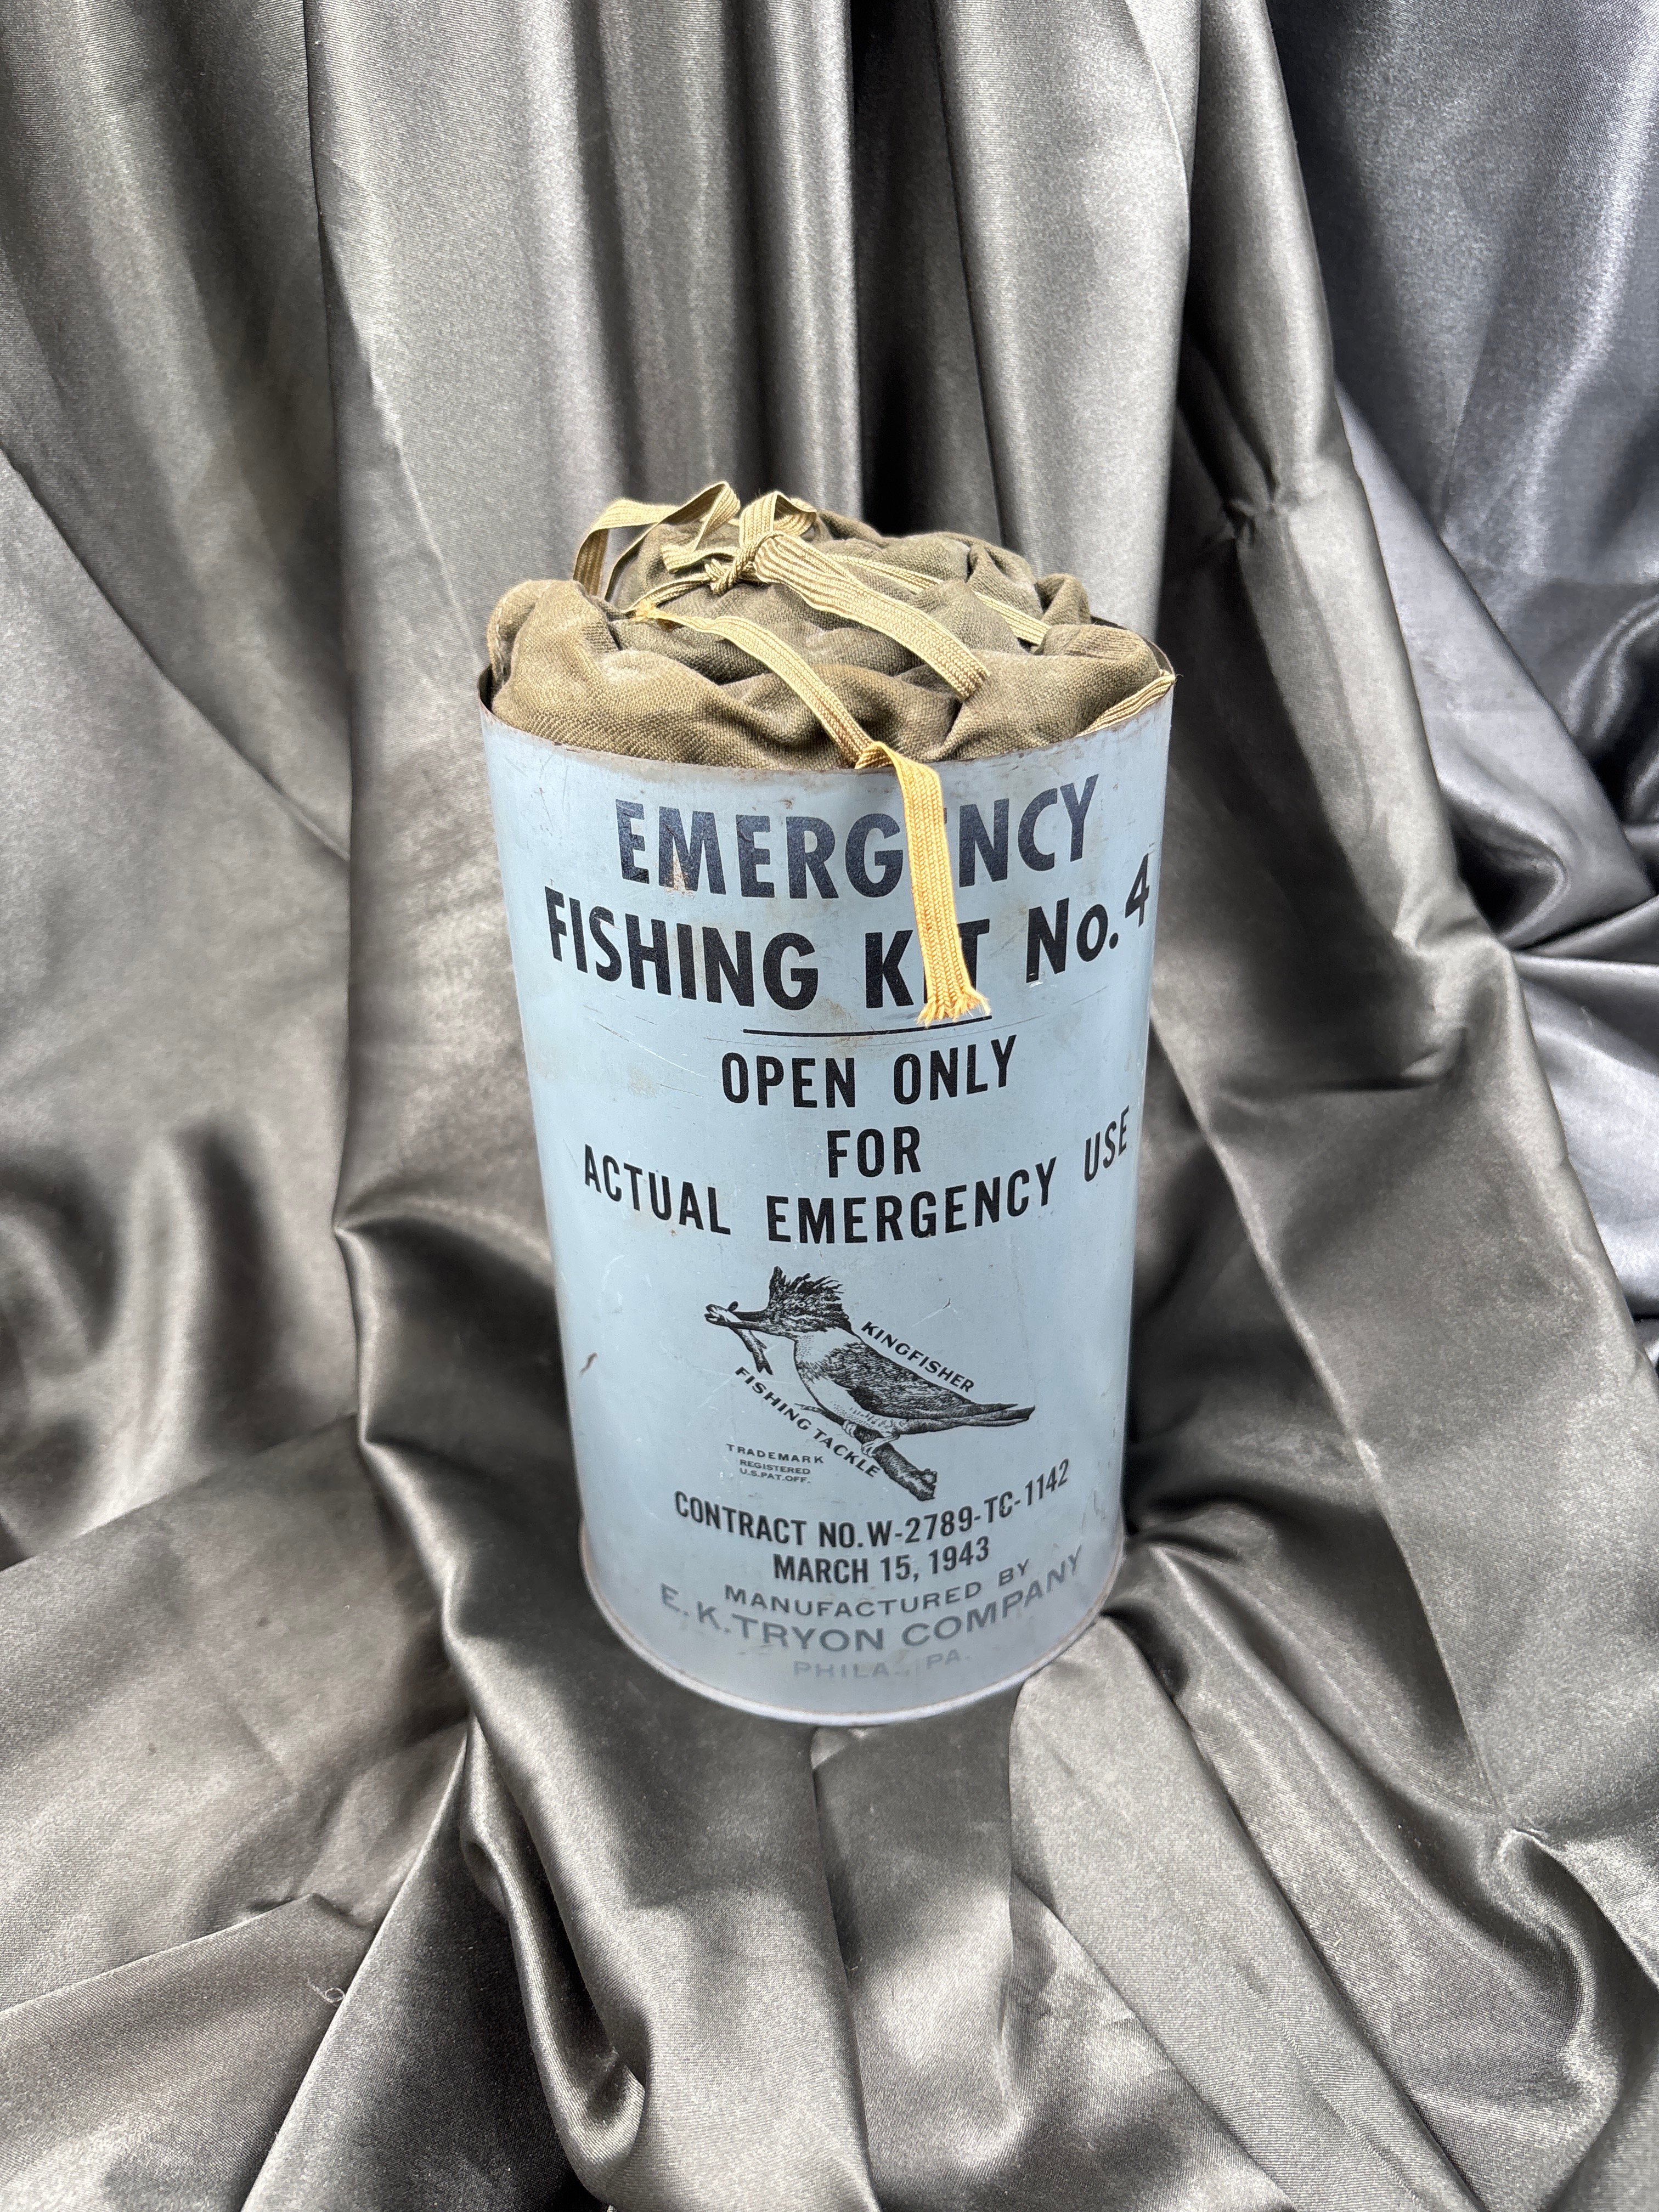 EMERGENCY
FISHING KIT No. 4
OPEN ONLY
FOR
ACTUAL EMERGENCY USE
KINGFISHER
FISHING TACKLE
TRADEMARK
REGISTERED
U.S.PAT.OFF.
CONTRACT NO. W-2789-TC-1142
MARCH 15, 1943
MANUFACTURED BY
E. K. TRYON COMPANY
PHILA., PA.